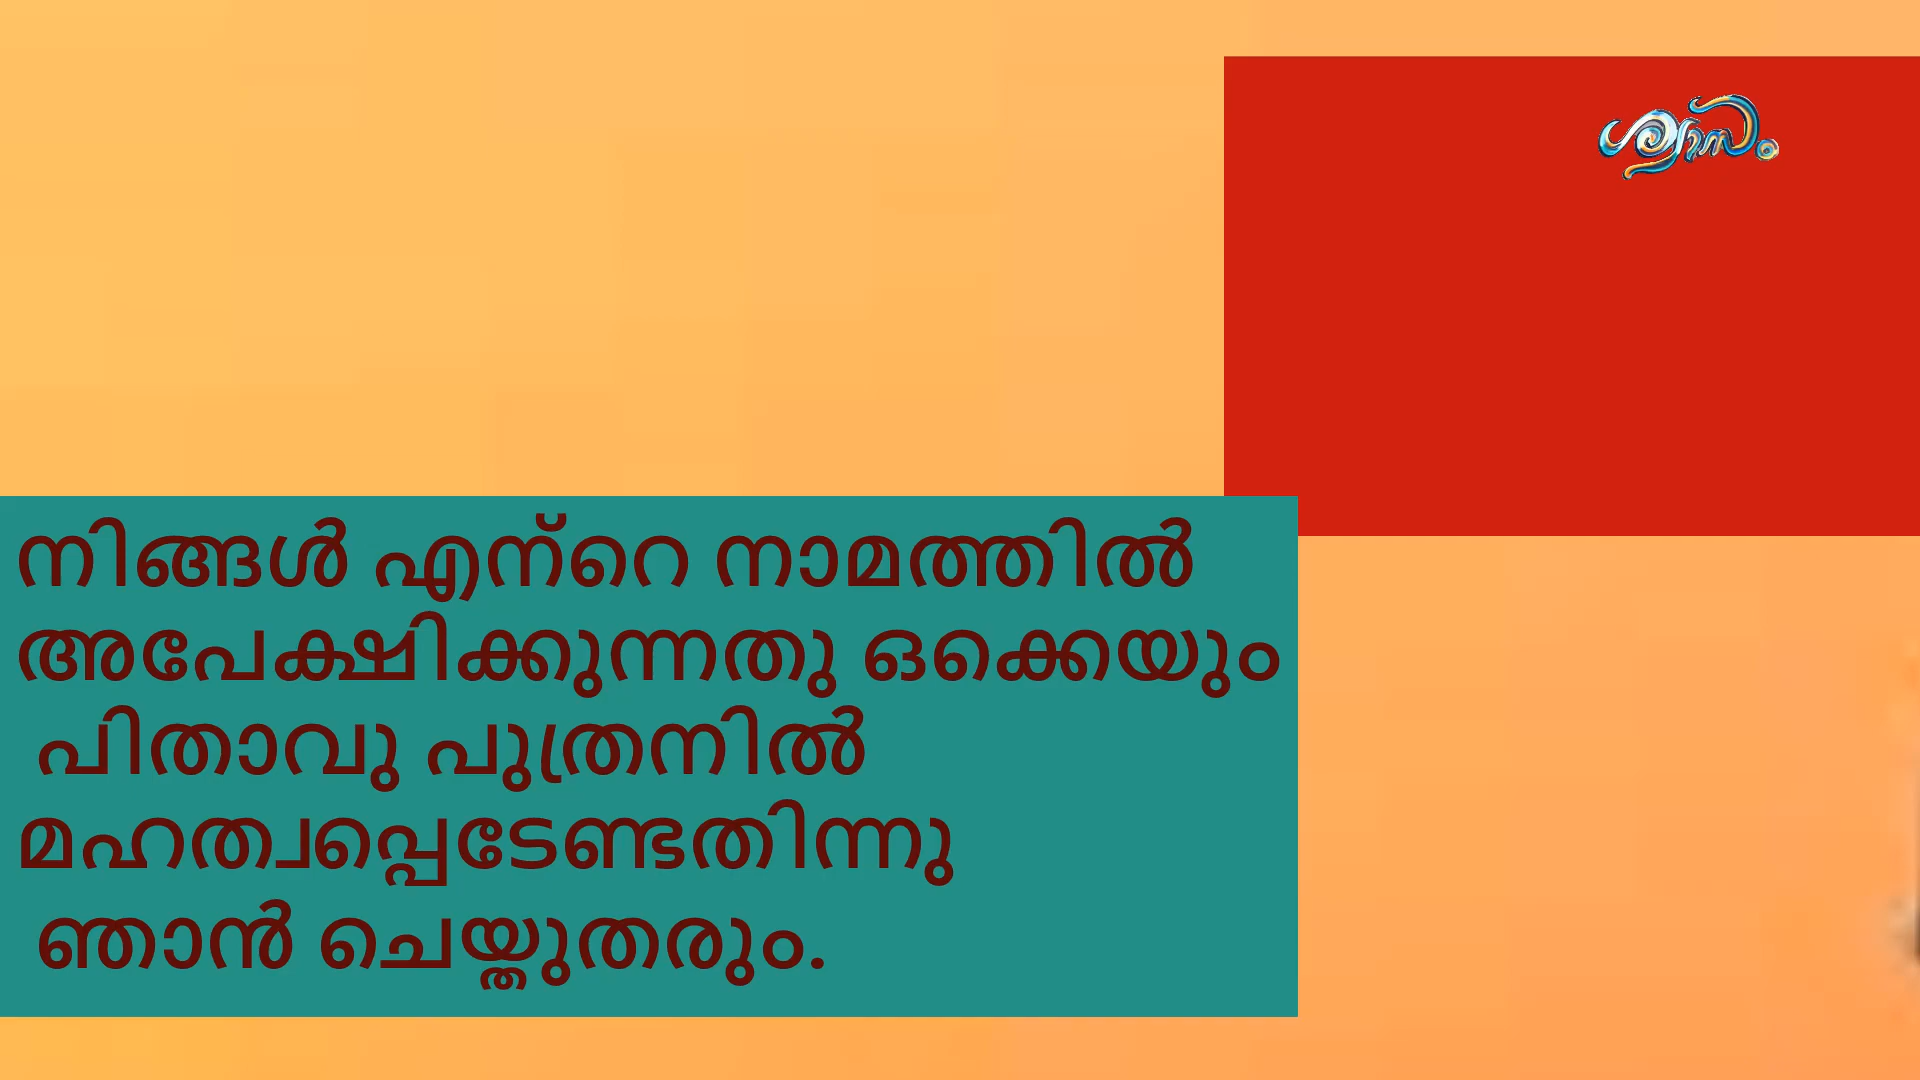 ശ്വാസം
നിങ്ങൾ എന്റെ നാമത്തിൽ
അപേക്ഷിക്കുന്നതു ഒക്കെയും
പിതാവു പുത്രനിൽ
മഹത്വപ്പെടേണ്ടതിന്നു
ഞാൻ ചെയ്തുതരും.